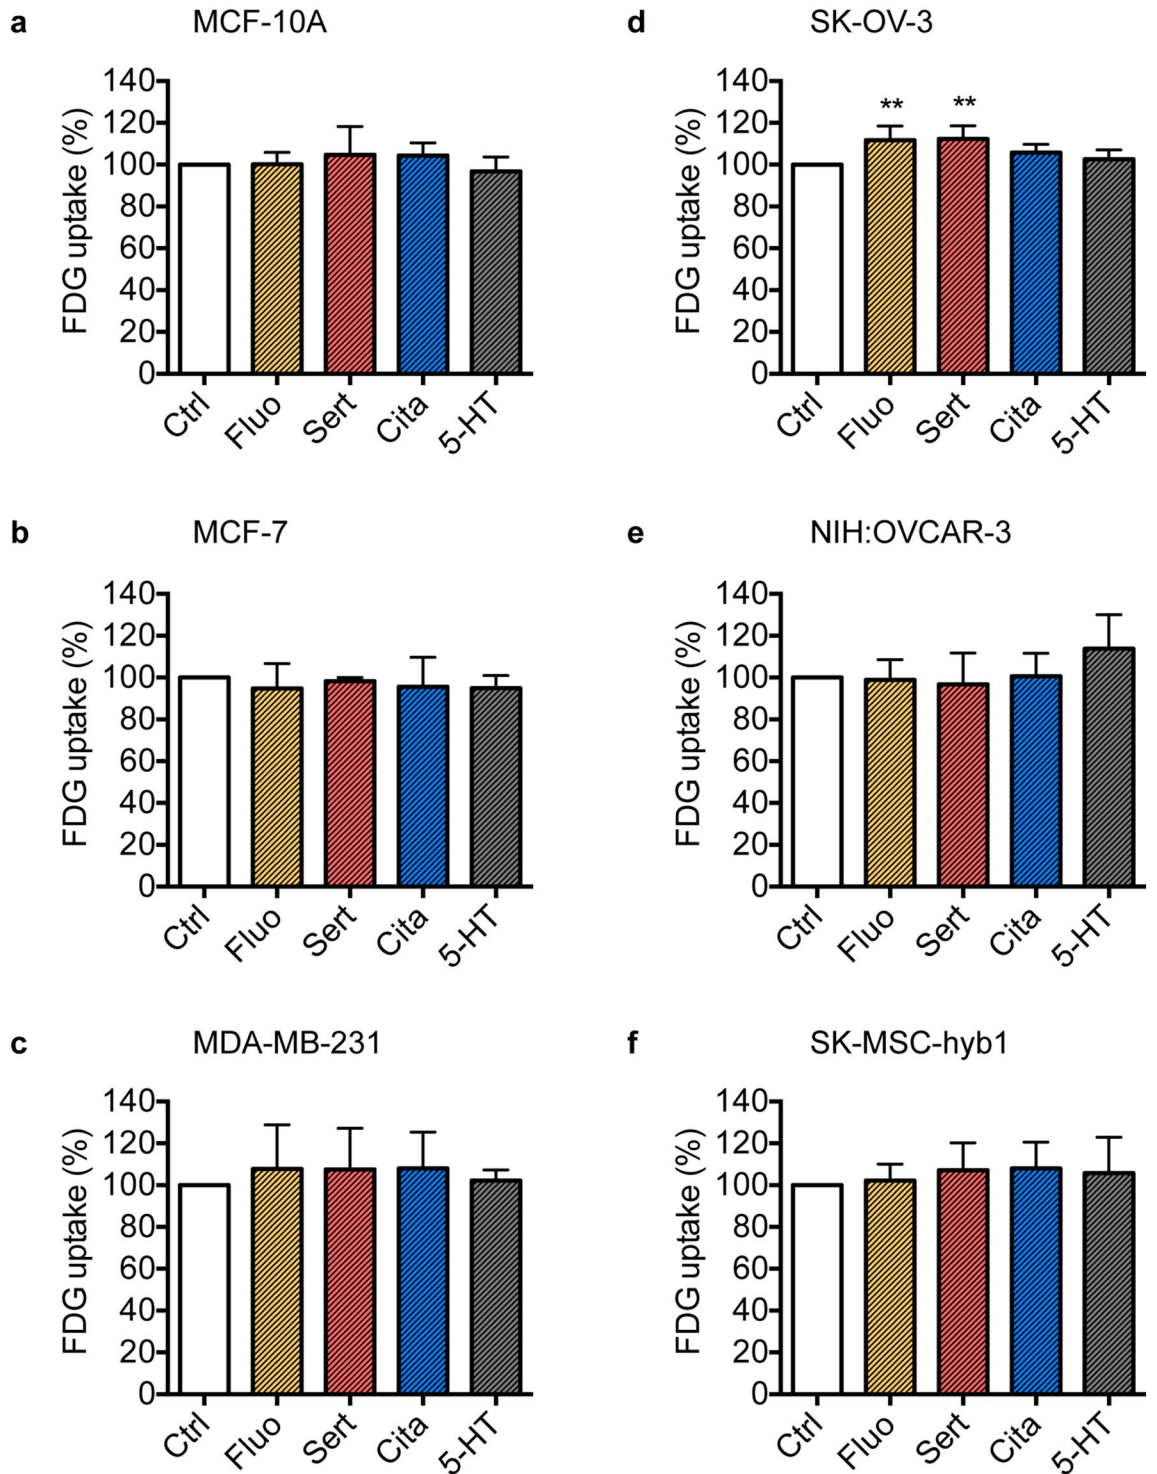 a MCF-10A
FDG uptake (%)
140
120
100
80
60
40
20
0
Ctrl Fluo Sert Cita 5-HT
b MCF-7
FDG uptake (%)
140
120
100
80
60
40
20
0
Ctrl Fluo Sert Cita 5-HT
c MDA-MB-231
FDG uptake (%)
140
120
100
80
60
40
20
0
Ctrl Fluo Sert Cita 5-HT
d SK-OV-3
FDG uptake (%)
140
120
100
80
60
40
20
0
** **
Ctrl Fluo Sert Cita 5-HT
e NIH:OVCAR-3
FDG uptake (%)
140
120
100
80
60
40
20
0
Ctrl Fluo Sert Cita 5-HT
f SK-MSC-hyb1
FDG uptake (%)
140
120
100
80
60
40
20
0
Ctrl Fluo Sert Cita 5-HT